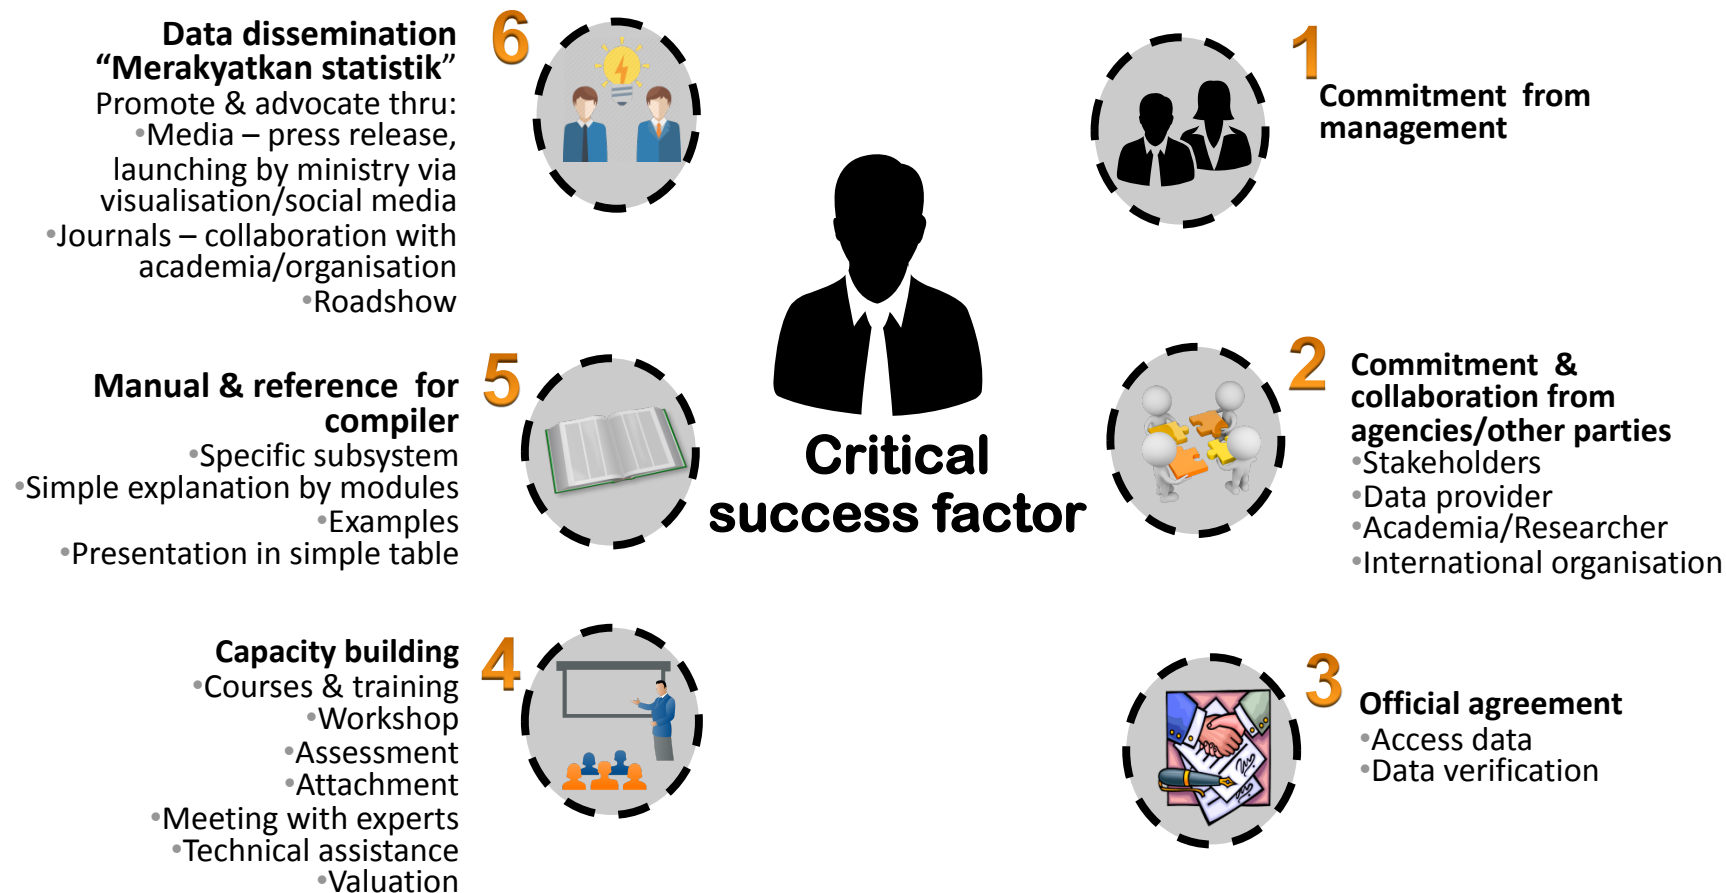 6
Data dissemination
“Merakyatkan statistik”
Promote & advocate thru:
•Media – press release,
launching by ministry via
visualisation/social media
•Journals – collaboration with
academia/organisation
•Roadshow
1
Commitment from
management
Critical
success factor
5
Manual & reference for
compiler
•Specific subsystem
•Simple explanation by modules
•Examples
•Presentation in simple table
2
Commitment &
collaboration from
agencies/other parties
•Stakeholders
•Data provider
•Academia/Researcher
•International organisation
4
Capacity building
•Courses & training
•Workshop
•Assessment
•Attachment
•Meeting with experts
•Technical assistance
•Valuation
3
Official agreement
•Access data
•Data verification